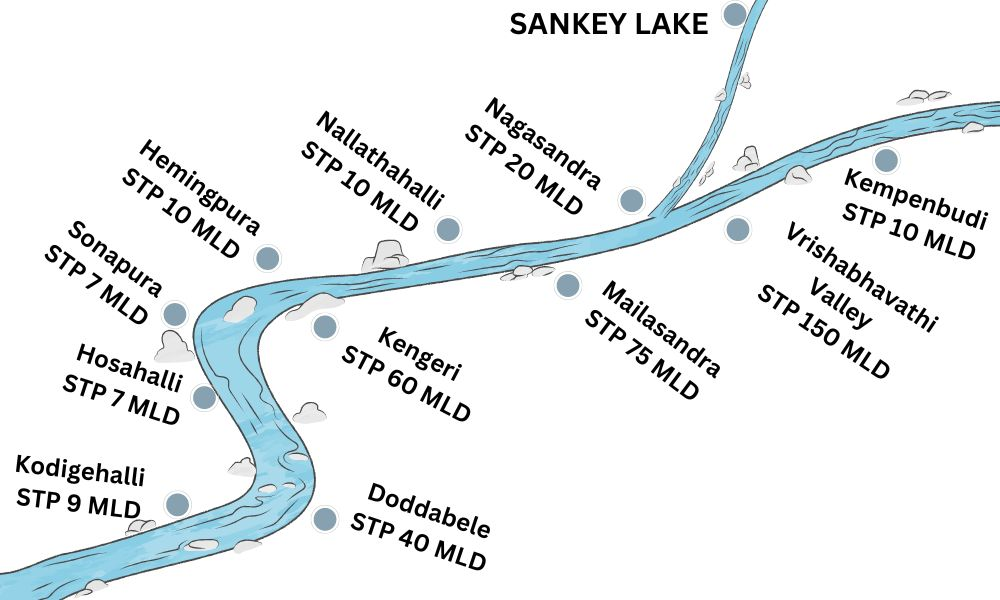 SANKEY LAKE
Nagasandra
STP 20 MLD
Nallathahalli
STP 10 MLD
Hemingpura
STP 10 MLD
Sonapura
STP 7 MLD
Hosahalli
STP 7 MLD
Kodigehalli
STP 9 MLD
Kempenbudi
STP 10 MLD
Vrishabhavathi
Valley
STP 150 MLD
Mailasandra
STP 75 MLD
Kengeri
STP 60 MLD
Doddabele
STP 40 MLD